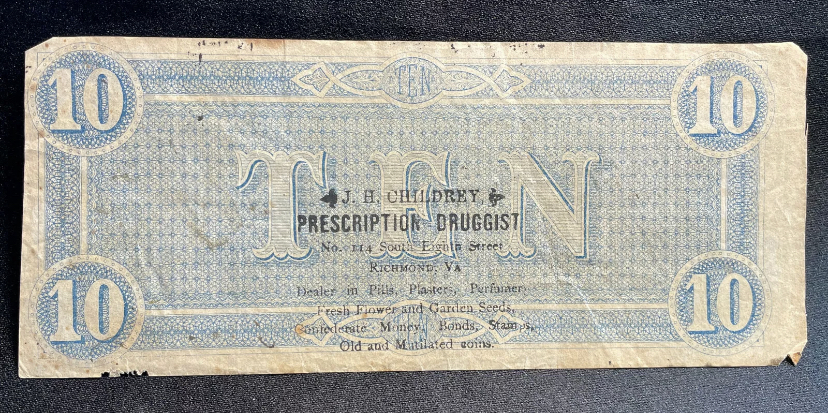 10 TEN 10
TEN
J. H. CHILDREY,
PRESCRIPTION DRUGGIST
No. 114 South Eighth Street
RICHMOND, VA
Dealer in Pills, Plasters, Perfumery
Fresh Flower and Garden Seeds,
Confederate Money, Bonds, Stamps,
Old and Mutilated coins.
10 10